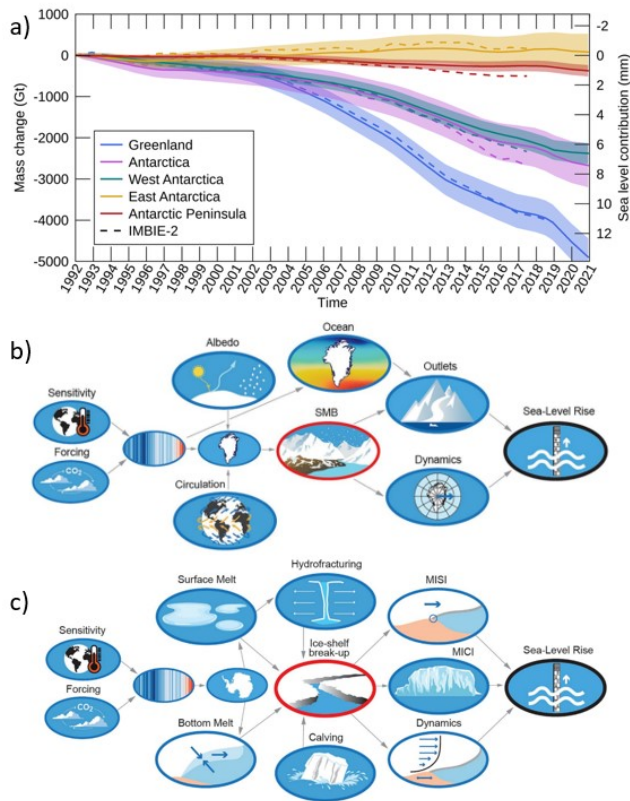 a)
1000
0
-1000
-2000
-3000
-4000
-5000
Mass change (Gt)
Greenland
Antarctica
West Antarctica
East Antarctica
Antarctic Peninsula
IMBIE-2
-2
0
2
4
6
8
10
12
Sea level contribution (mm)
1992
1993
1994
1995
1996
1997
1998
1999
2000
2001
2002
2003
2004
2005
2006
2007
2008
2009
2010
2011
2012
2013
2014
2015
2016
2017
2018
2019
2020
2021
Time
b)
Ocean
Albedo
Outlets
Sensitivity
SMB
Sea-Level Rise
Forcing
CO2
Circulation
Dynamics
c)
Hydrofracturing
Surface Melt
MISI
Sensitivity
Ice-shelf
break-up
MICI
Sea-Level Rise
Forcing
CO2
Bottom Melt
Calving
Dynamics